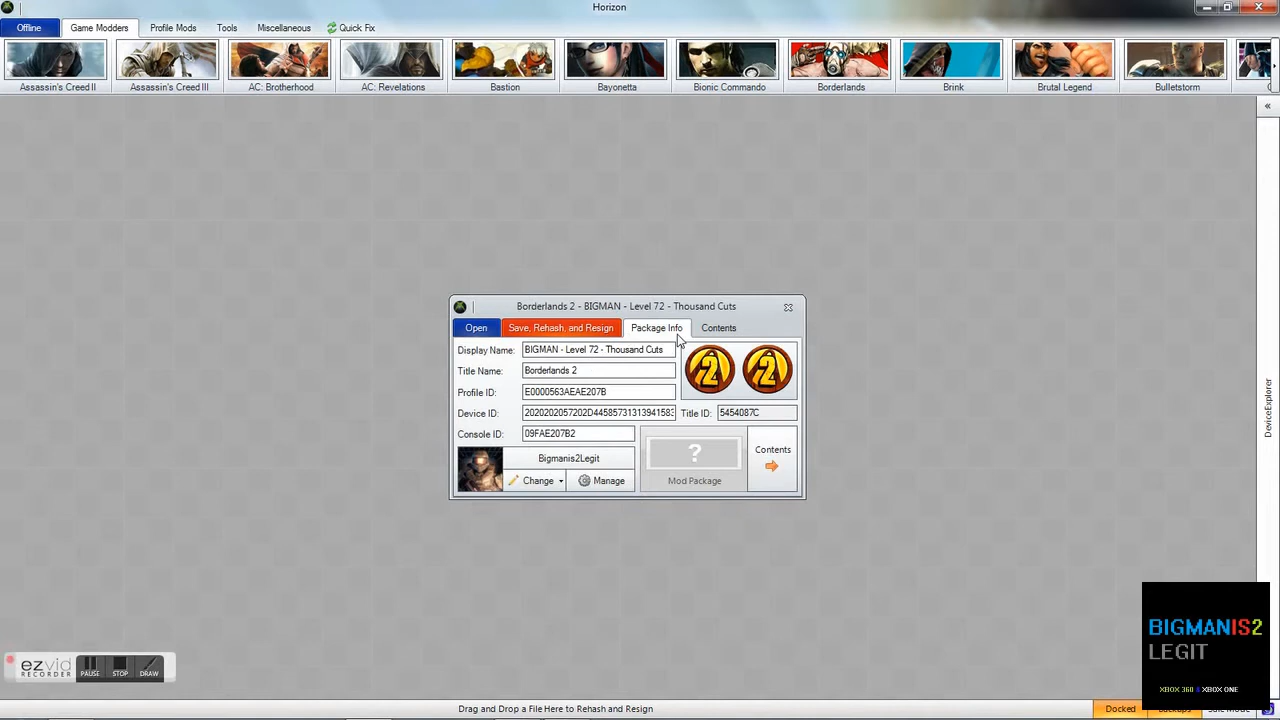 Horizon
Offline Game Modders Profile Mods Tools Miscellaneous Quick Fix
Assassin's Creed II Assassin's Creed III AC: Brotherhood AC: Revelations Bastion Bayonetta Bionic Commando Borderlands Brink Brutal Legend Bulletstorm
Borderlands 2 - BIGMAN - Level 72 - Thousand Cuts
Open Save, Rehash, and Resign Package Info Contents
Display Name: BIGMAN - Level 72 - Thousand Cuts
Title Name: Borderlands 2
Profile ID: E0000563AEAE207B
Device ID: 2020202057202D4458573131394158 Title ID: 5454087C
Console ID: 09FAE207B2
Bigmanis2Legit
Change Manage
?
Mod Package
Contents
DeviceExplorer
BIGMANIS2
LEGIT
XBOX 360 & XBOX ONE
ezvid
RECORDER
PAUSE STOP DRAW
Drag and Drop a File Here to Rehash and Resign
Docked Backups Safe Mode